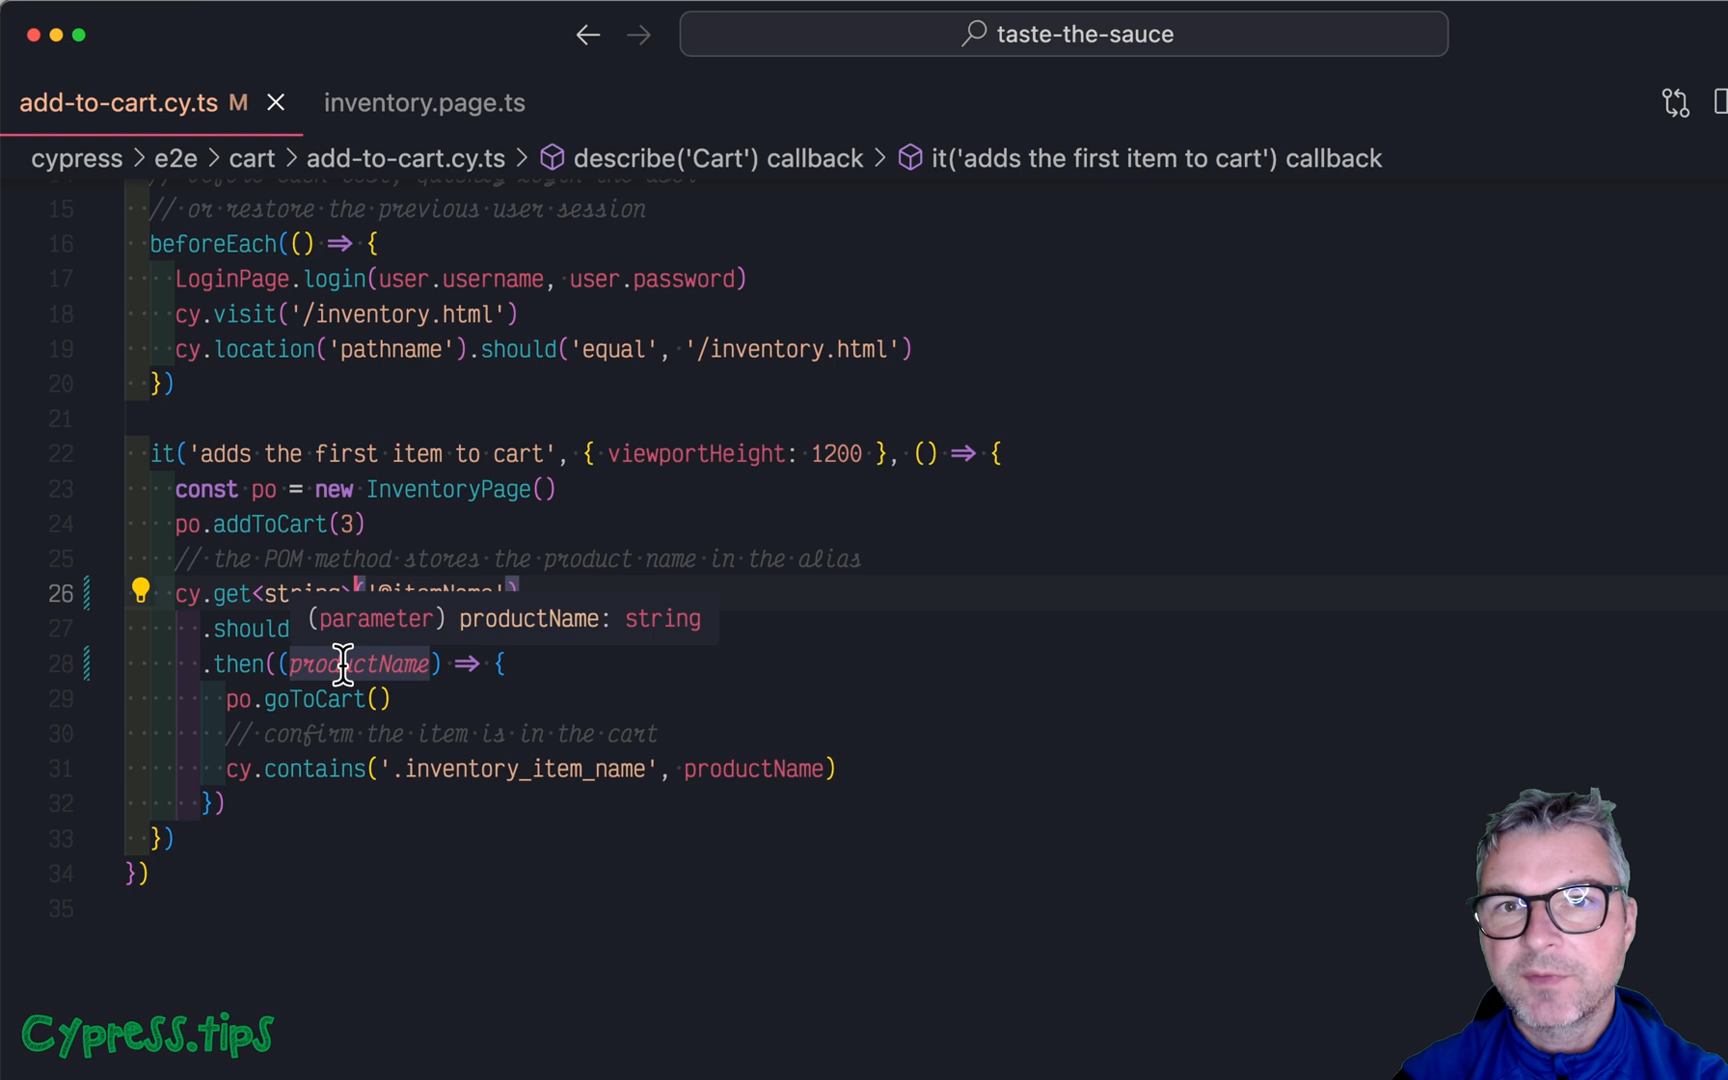 taste-the-sauce
add-to-cart.cy.ts M
inventory.page.ts
cypress > e2e > cart > add-to-cart.cy.ts > describe('Cart') callback > it('adds the first item to cart') callback
15 // or restore the previous user session
16 beforeEach(() => {
17 LoginPage.login(user.username, user.password)
18 cy.visit('/inventory.html')
19 cy.location('pathname').should('equal', '/inventory.html')
20 })
21
22 it('adds the first item to cart', { viewportHeight: 1200 }, () => {
23 const po = new InventoryPage()
24 po.addToCart(3)
25 // the POM method stores the product name in the alias
26 cy.get<string>('@itemName')
(parameter) productName: string
27 .should
28 .then((productName) => {
29 po.goToCart()
30 // confirm the item is in the cart
31 cy.contains('.inventory_item_name', productName)
32 })
33 })
34 })
35
Cypress.tips